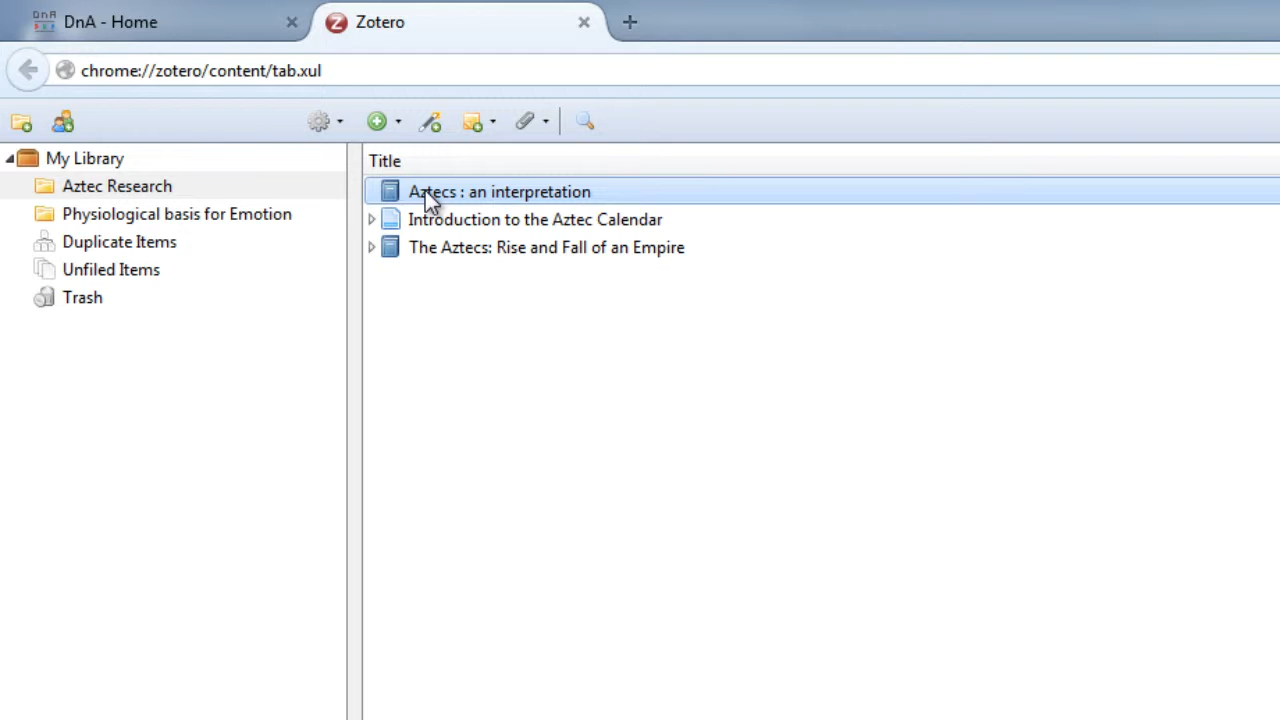 DnA
DnA - Home
Zotero
chrome://zotero/content/tab.xul
My Library
Aztec Research
Physiological basis for Emotion
Duplicate Items
Unfiled Items
Trash
Title
Aztecs : an interpretation
Introduction to the Aztec Calendar
The Aztecs: Rise and Fall of an Empire